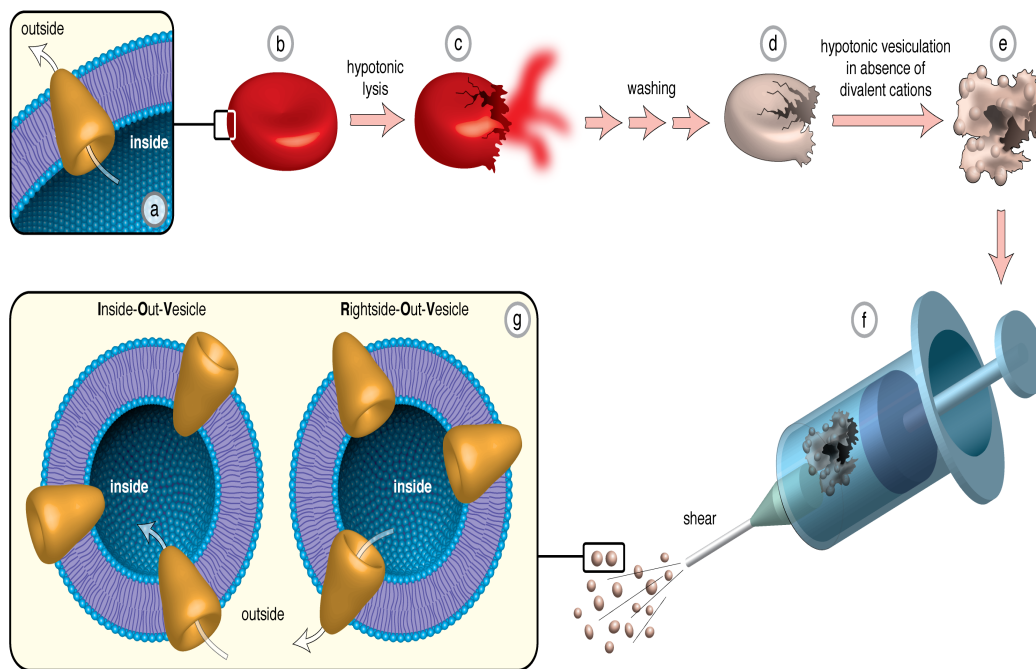 outside
inside
a
b
hypotonic
lysis
c
washing
d
hypotonic vesiculation
in absence of
divalent cations
e
Inside-Out-Vesicle
Rightside-Out-Vesicle
g
inside
inside
outside
f
shear